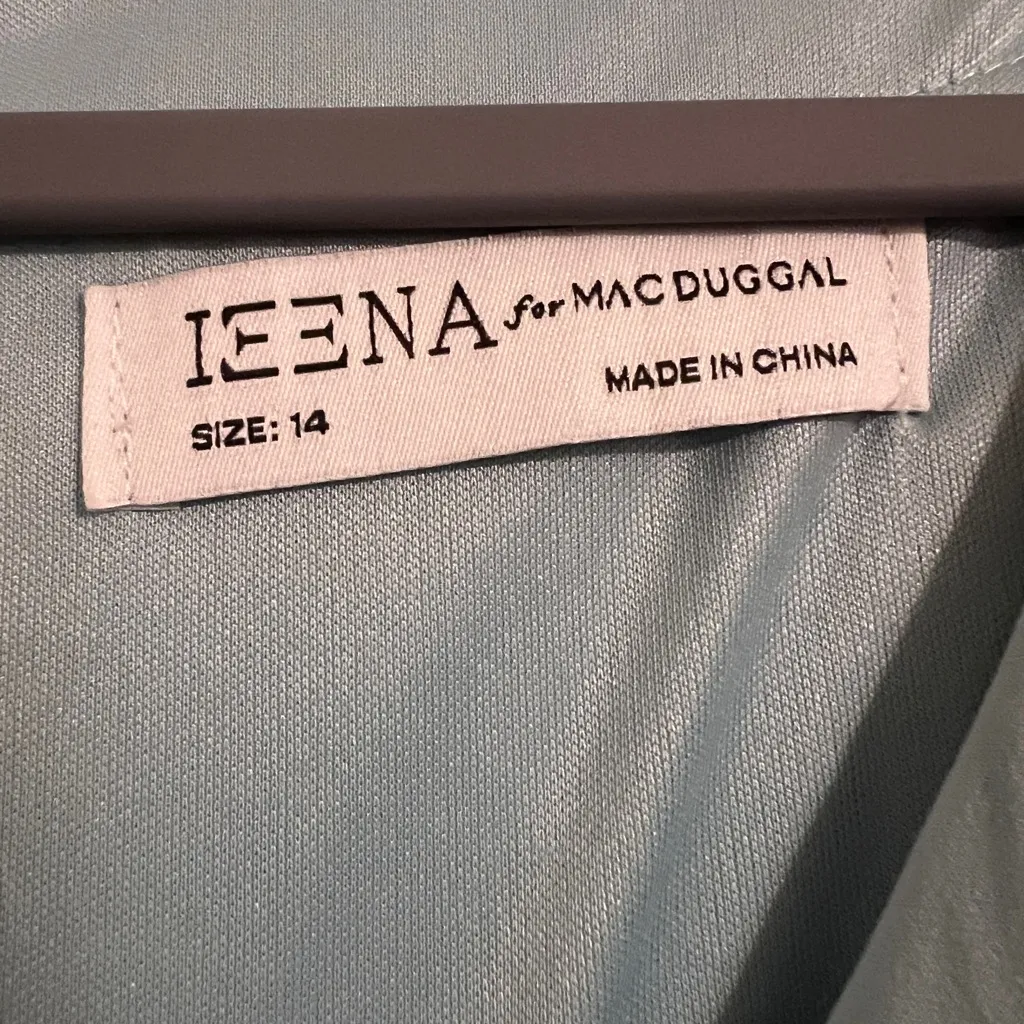 IEENA for MAC DUGGAL
MADE IN CHINA
SIZE: 14